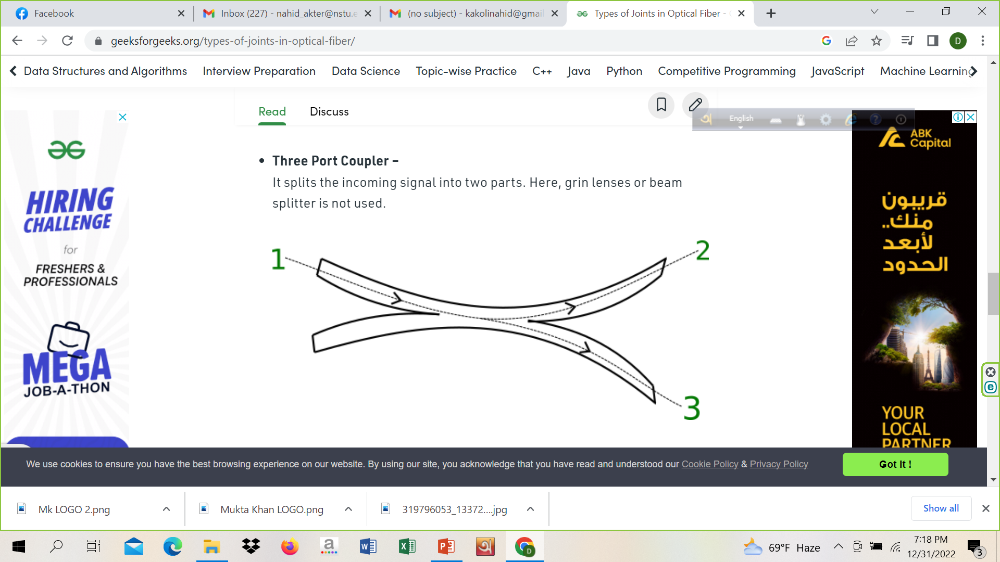 Facebook
Inbox (227) - nahid_akter@nstu.e
(no subject) - kakolinahid@gmail
Types of Joints in Optical Fiber -
geeksforgeeks.org/types-of-joints-in-optical-fiber/
D
Data Structures and Algorithms Interview Preparation Data Science Topic-wise Practice C++ Java Python Competitive Programming JavaScript Machine Learning
Read Discuss
English
HIRING
CHALLENGE
for
FRESHERS &
PROFESSIONALS
MEGA
JOB-A-THON
• Three Port Coupler –
It splits the incoming signal into two parts. Here, grin lenses or beam
splitter is not used.
1
2
3
ABK
Capital
قريبون
منك..
لأبعد
الحدود
YOUR
LOCAL
PARTNER
We use cookies to ensure you have the best browsing experience on our website. By using our site, you acknowledge that you have read and understood our Cookie Policy & Privacy Policy
Got It !
Mk LOGO 2.png
Mukta Khan LOGO.png
319796053_13372....jpg
Show all
69°F Haze
7:18 PM
12/31/2022
3